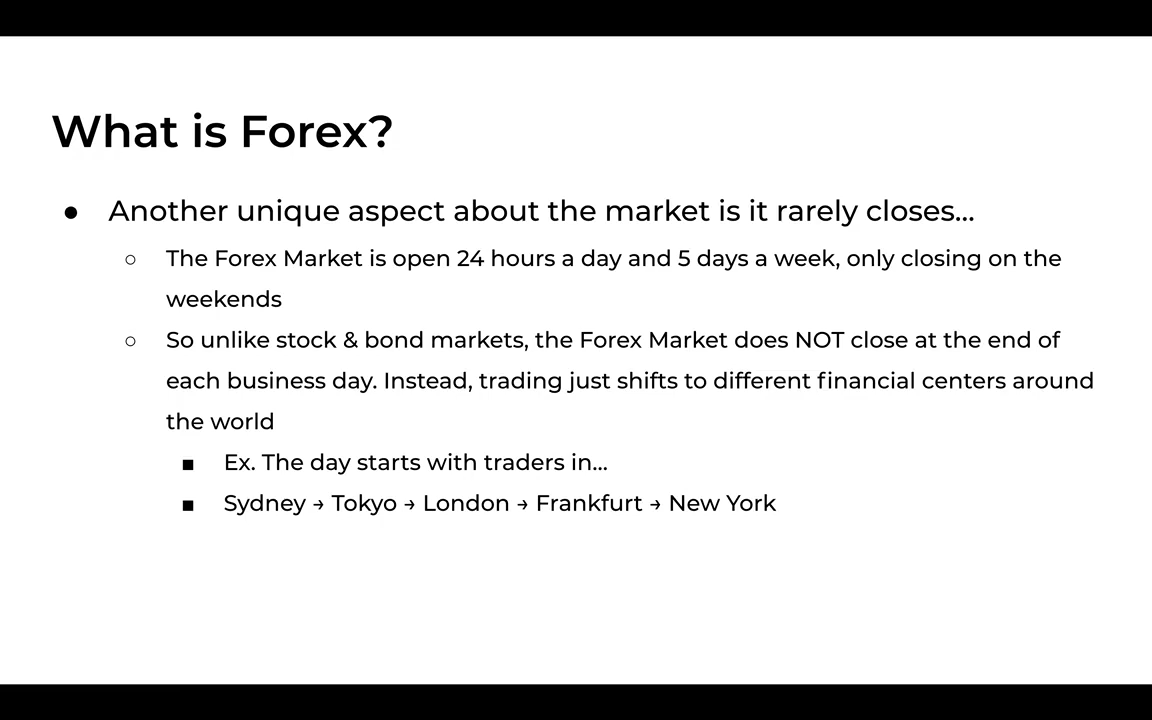 What is Forex?
● Another unique aspect about the market is it rarely closes...
○ The Forex Market is open 24 hours a day and 5 days a week, only closing on the
weekends
○ So unlike stock & bond markets, the Forex Market does NOT close at the end of
each business day. Instead, trading just shifts to different financial centers around
the world
■ Ex. The day starts with traders in...
■ Sydney → Tokyo → London → Frankfurt → New York